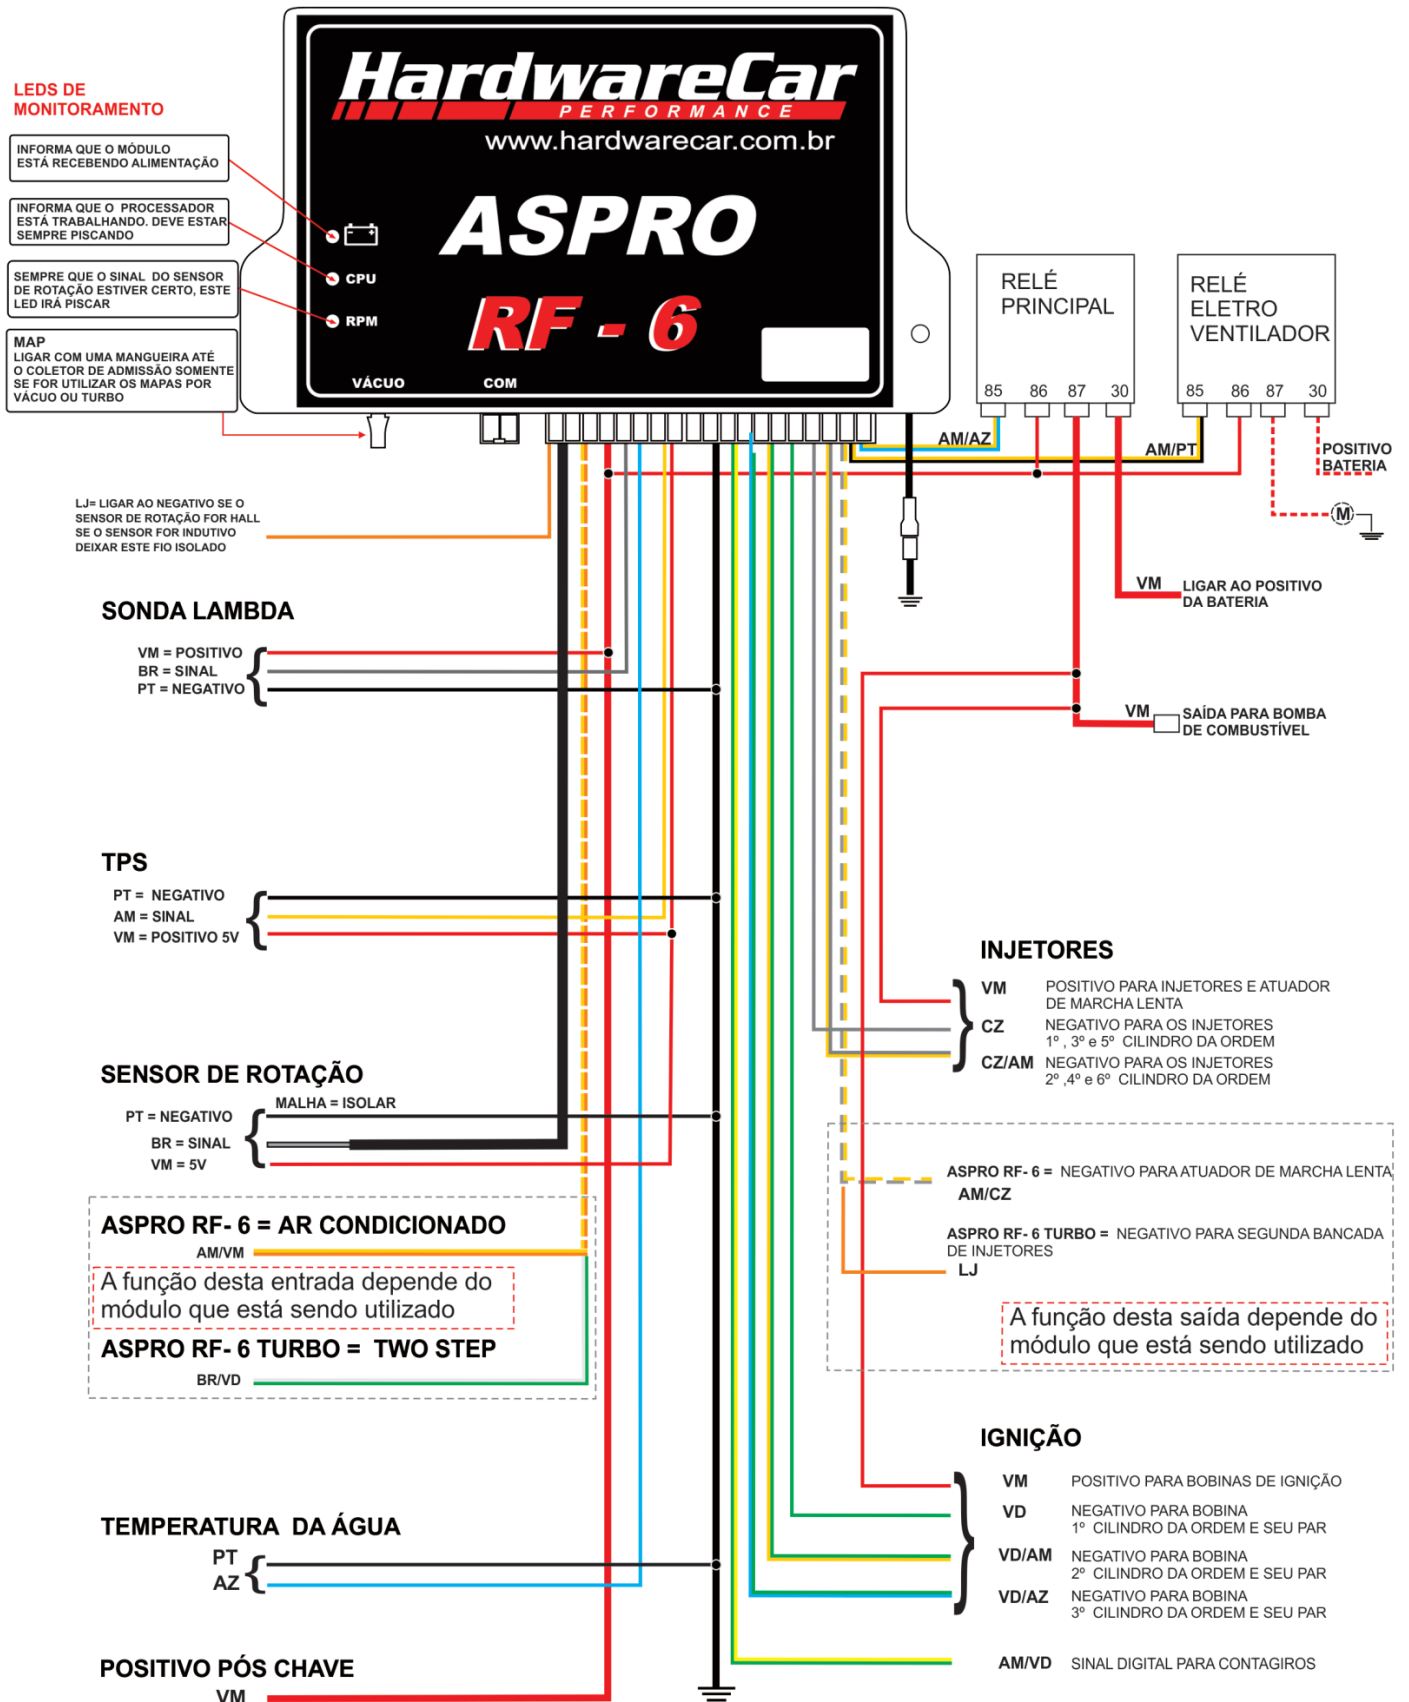 HardwareCar
PERFORMANCE
www.hardwarecar.com.br
ASPRO
RF - 6
CPU
RPM
VÁCUO
COM
LEDS DE
MONITORAMENTO
INFORMA QUE O MÓDULO
ESTÁ RECEBENDO ALIMENTAÇÃO
INFORMA QUE O PROCESSADOR
ESTÁ TRABALHANDO. DEVE ESTAR
SEMPRE PISCANDO
SEMPRE QUE O SINAL DO SENSOR
DE ROTAÇÃO ESTIVER CERTO, ESTE
LED IRÁ PISCAR
MAP
LIGAR COM UMA MANGUEIRA ATÉ
O COLETOR DE ADMISSÃO SOMENTE
SE FOR UTILIZAR OS MAPAS POR
VÁCUO OU TURBO
RELÉ
PRINCIPAL
85 86 87 30
RELÉ
ELETRO
VENTILADOR
85 86 87 30
AM/AZ
AM/PT
POSITIVO
BATERIA
M
VM
LIGAR AO POSITIVO
DA BATERIA
VM
SAÍDA PARA BOMBA
DE COMBUSTÍVEL
LJ= LIGAR AO NEGATIVO SE O
SENSOR DE ROTAÇÃO FOR HALL
SE O SENSOR FOR INDUTIVO
DEIXAR ESTE FIO ISOLADO
SONDA LAMBDA
VM = POSITIVO
BR = SINAL
PT = NEGATIVO
TPS
PT = NEGATIVO
AM = SINAL
VM = POSITIVO 5V
SENSOR DE ROTAÇÃO
MALHA = ISOLAR
PT = NEGATIVO
BR = SINAL
VM = 5V
ASPRO RF- 6 = AR CONDICIONADO
AM/VM
A função desta entrada depende do
módulo que está sendo utilizado
ASPRO RF- 6 TURBO = TWO STEP
BR/VD
TEMPERATURA DA ÁGUA
PT
AZ
POSITIVO PÓS CHAVE
VM
INJETORES
VM POSITIVO PARA INJETORES E ATUADOR
DE MARCHA LENTA
CZ NEGATIVO PARA OS INJETORES
1º , 3º e 5º CILINDRO DA ORDEM
CZ/AM NEGATIVO PARA OS INJETORES
2º ,4º e 6º CILINDRO DA ORDEM
ASPRO RF- 6 = NEGATIVO PARA ATUADOR DE MARCHA LENTA
AM/CZ
ASPRO RF- 6 TURBO = NEGATIVO PARA SEGUNDA BANCADA
DE INJETORES
LJ
A função desta saída depende do
módulo que está sendo utilizado
IGNIÇÃO
VM POSITIVO PARA BOBINAS DE IGNIÇÃO
VD NEGATIVO PARA BOBINA
1º CILINDRO DA ORDEM E SEU PAR
VD/AM NEGATIVO PARA BOBINA
2º CILINDRO DA ORDEM E SEU PAR
VD/AZ NEGATIVO PARA BOBINA
3º CILINDRO DA ORDEM E SEU PAR
AM/VD SINAL DIGITAL PARA CONTAGIROS